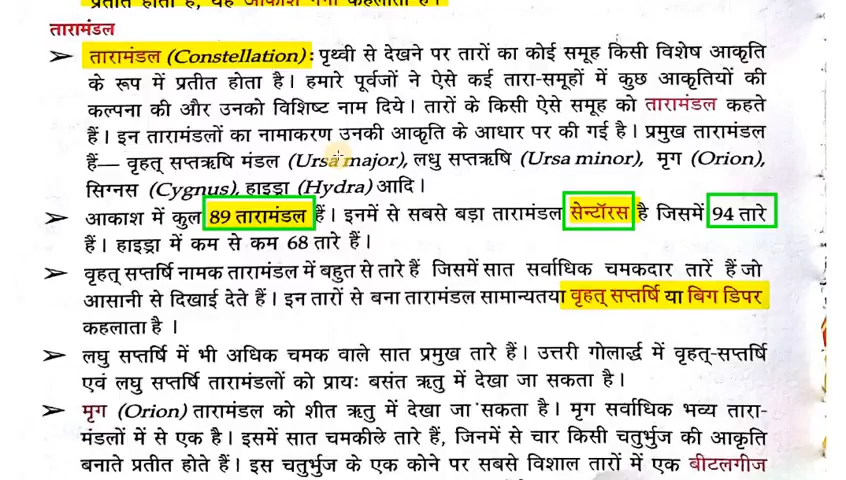 प्रतीत होता है, यह आकाश गंगा कहलाता है।
तारामंडल
➢ तारामंडल (Constellation) : पृथ्वी से देखने पर तारों का कोई समूह किसी विशेष आकृति
के रूप में प्रतीत होता है। हमारे पूर्वजों ने ऐसे कई तारा-समूहों में कुछ आकृतियों की
कल्पना की और उनको विशिष्ट नाम दिये। तारों के किसी ऐसे समूह को तारामंडल कहते
हैं। इन तारामंडलों का नामाकरण उनकी आकृति के आधार पर की गई है। प्रमुख तारामंडल
हैं— वृहत् सप्तऋषि मंडल (Ursa major), लघु सप्तऋषि (Ursa minor), मृग (Orion),
सिग्नस (Cygnus), हाइड्रा (Hydra) आदि।
➢ आकाश में कुल 89 तारामंडल हैं। इनमें से सबसे बड़ा तारामंडल सेन्टॉरस है जिसमें 94 तारे
हैं। हाइड्रा में कम से कम 68 तारे हैं।
➢ वृहत् सप्तर्षि नामक तारामंडल में बहुत से तारे हैं जिसमें सात सर्वाधिक चमकदार तारें हैं जो
आसानी से दिखाई देते हैं। इन तारों से बना तारामंडल सामान्यतया वृहत् सप्तर्षि या बिग डिपर
कहलाता है ।
➢ लघु सप्तर्षि में भी अधिक चमक वाले सात प्रमुख तारे हैं। उत्तरी गोलार्द्ध में वृहत्-सप्तर्षि
एवं लघु सप्तर्षि तारामंडलों को प्रायः बसंत ऋतु में देखा जा सकता है।
➢ मृग (Orion) तारामंडल को शीत ऋतु में देखा जा सकता है। मृग सर्वाधिक भव्य तारा-
मंडलों में से एक है। इसमें सात चमकीले तारे हैं, जिनमें से चार किसी चतुर्भुज की आकृति
बनाते प्रतीत होते हैं। इस चतुर्भुज के एक कोने पर सबसे विशाल तारों में एक बीटलगीज